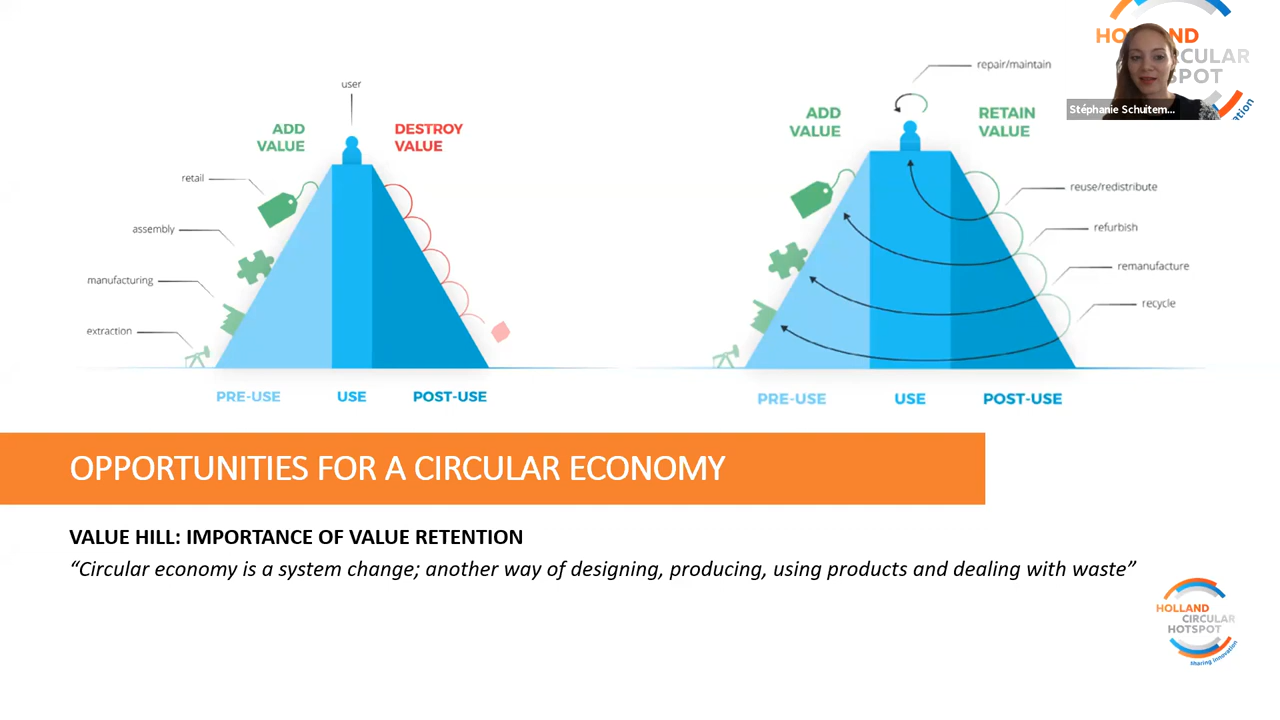 user
ADD
VALUE
DESTROY
VALUE
retail
assembly
manufacturing
extraction
PRE-USE
USE
POST-USE
repair/maintain
ADD
VALUE
RETAIN
VALUE
reuse/redistribute
refurbish
remanufacture
recycle
PRE-USE
USE
POST-USE
Stéphanie Schuitem...
OPPORTUNITIES FOR A CIRCULAR ECONOMY
VALUE HILL: IMPORTANCE OF VALUE RETENTION
“Circular economy is a system change; another way of designing, producing, using products and dealing with waste”
HOLLAND
CIRCULAR
HOTSPOT
sharing innovation